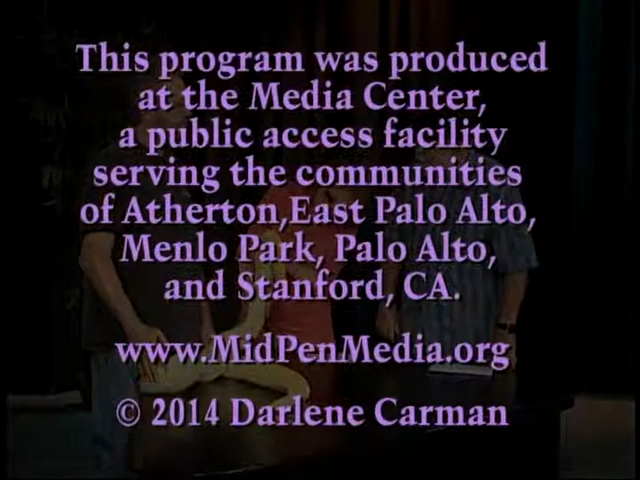 This program was produced
at the Media Center,
a public access facility
serving the communities
of Atherton,East Palo Alto,
Menlo Park, Palo Alto,
and Stanford, CA.
www.MidPenMedia.org
© 2014 Darlene Carman